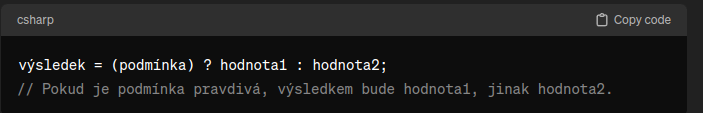 csharp Copy code
výsledek = (podmínka) ? hodnota1 : hodnota2;
// Pokud je podmínka pravdivá, výsledkem bude hodnota1, jinak hodnota2.